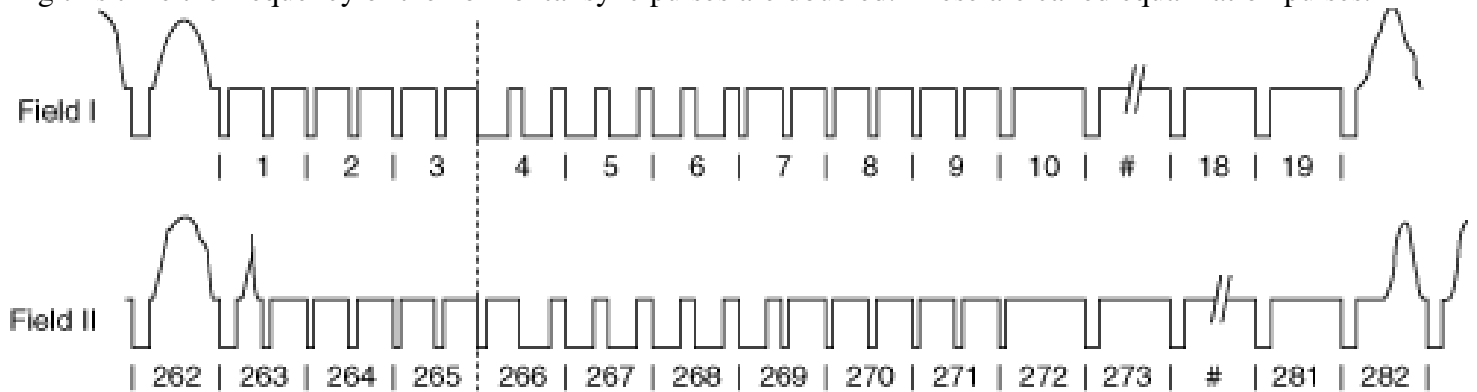 Field I
| 1 | 2 | 3 4 | 5 | 6 | 7 | 8 | 9 | 10 | # | 18 | 19 |
Field II
| 262 | 263 | 264 | 265 266 | 267 | 268 | 269 | 270 | 271 | 272 | 273 | # | 281 | 282 |